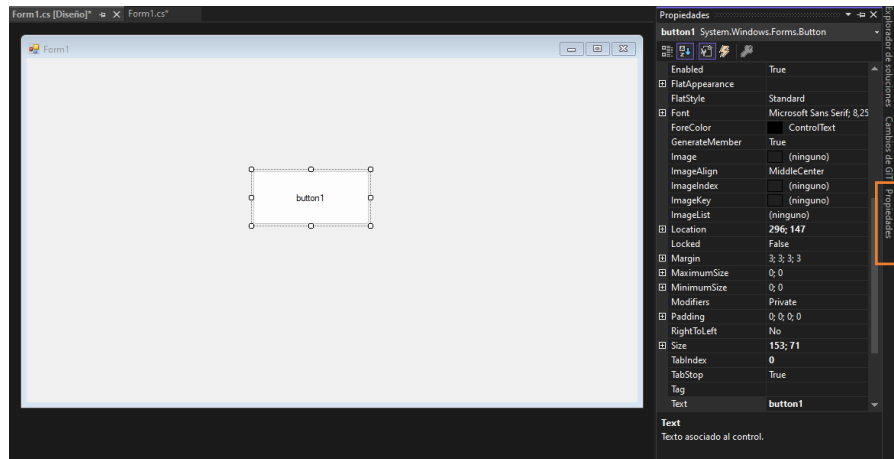 Form1.cs [Diseño]*
Form1.cs*
Form1
button1
Propiedades
button1 System.Windows.Forms.Button
Enabled True
FlatAppearance
FlatStyle Standard
Font Microsoft Sans Serif; 8,25
ForeColor ControlText
GenerateMember True
Image (ninguno)
ImageAlign MiddleCenter
ImageIndex (ninguno)
ImageKey (ninguno)
ImageList (ninguno)
Location 296; 147
Locked False
Margin 3; 3; 3; 3
MaximumSize 0; 0
MinimumSize 0; 0
Modifiers Private
Padding 0; 0; 0; 0
RightToLeft No
Size 153; 71
TabIndex 0
TabStop True
Tag
Text button1
Text
Texto asociado al control.
Explorador de soluciones
Cambios de GIT
Propiedades